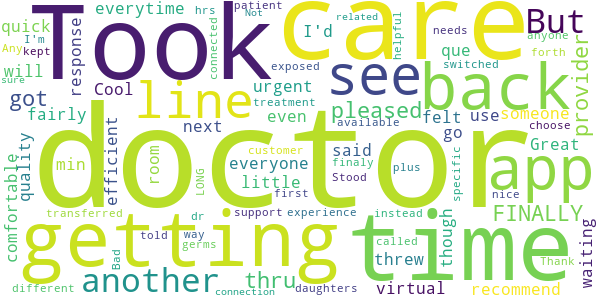 everytime
hrs
patient
Not
related
quick
I'm
Any
kept
will
sure
Took
response
Cool
connected
I'd
care
helpful
But
needs
anyone
switched
forth
line
see
back
exposed
urgent
treatment
even
pleased
que
provider
got
fairly
next
available
felt
use
someone
go
choose
doctor
app
Great
quality
min
efficient
room
customer
said
everyone
finaly
plus
little
LONG
first
Stood
specific
nice
comfortable
transferred
dr
support
experience
instead
time
though
FINALLY
waiting
getting
told
way
germs
Bad
called
threw
Thank
another
thru
different
connection
daughters
virtual
recommend